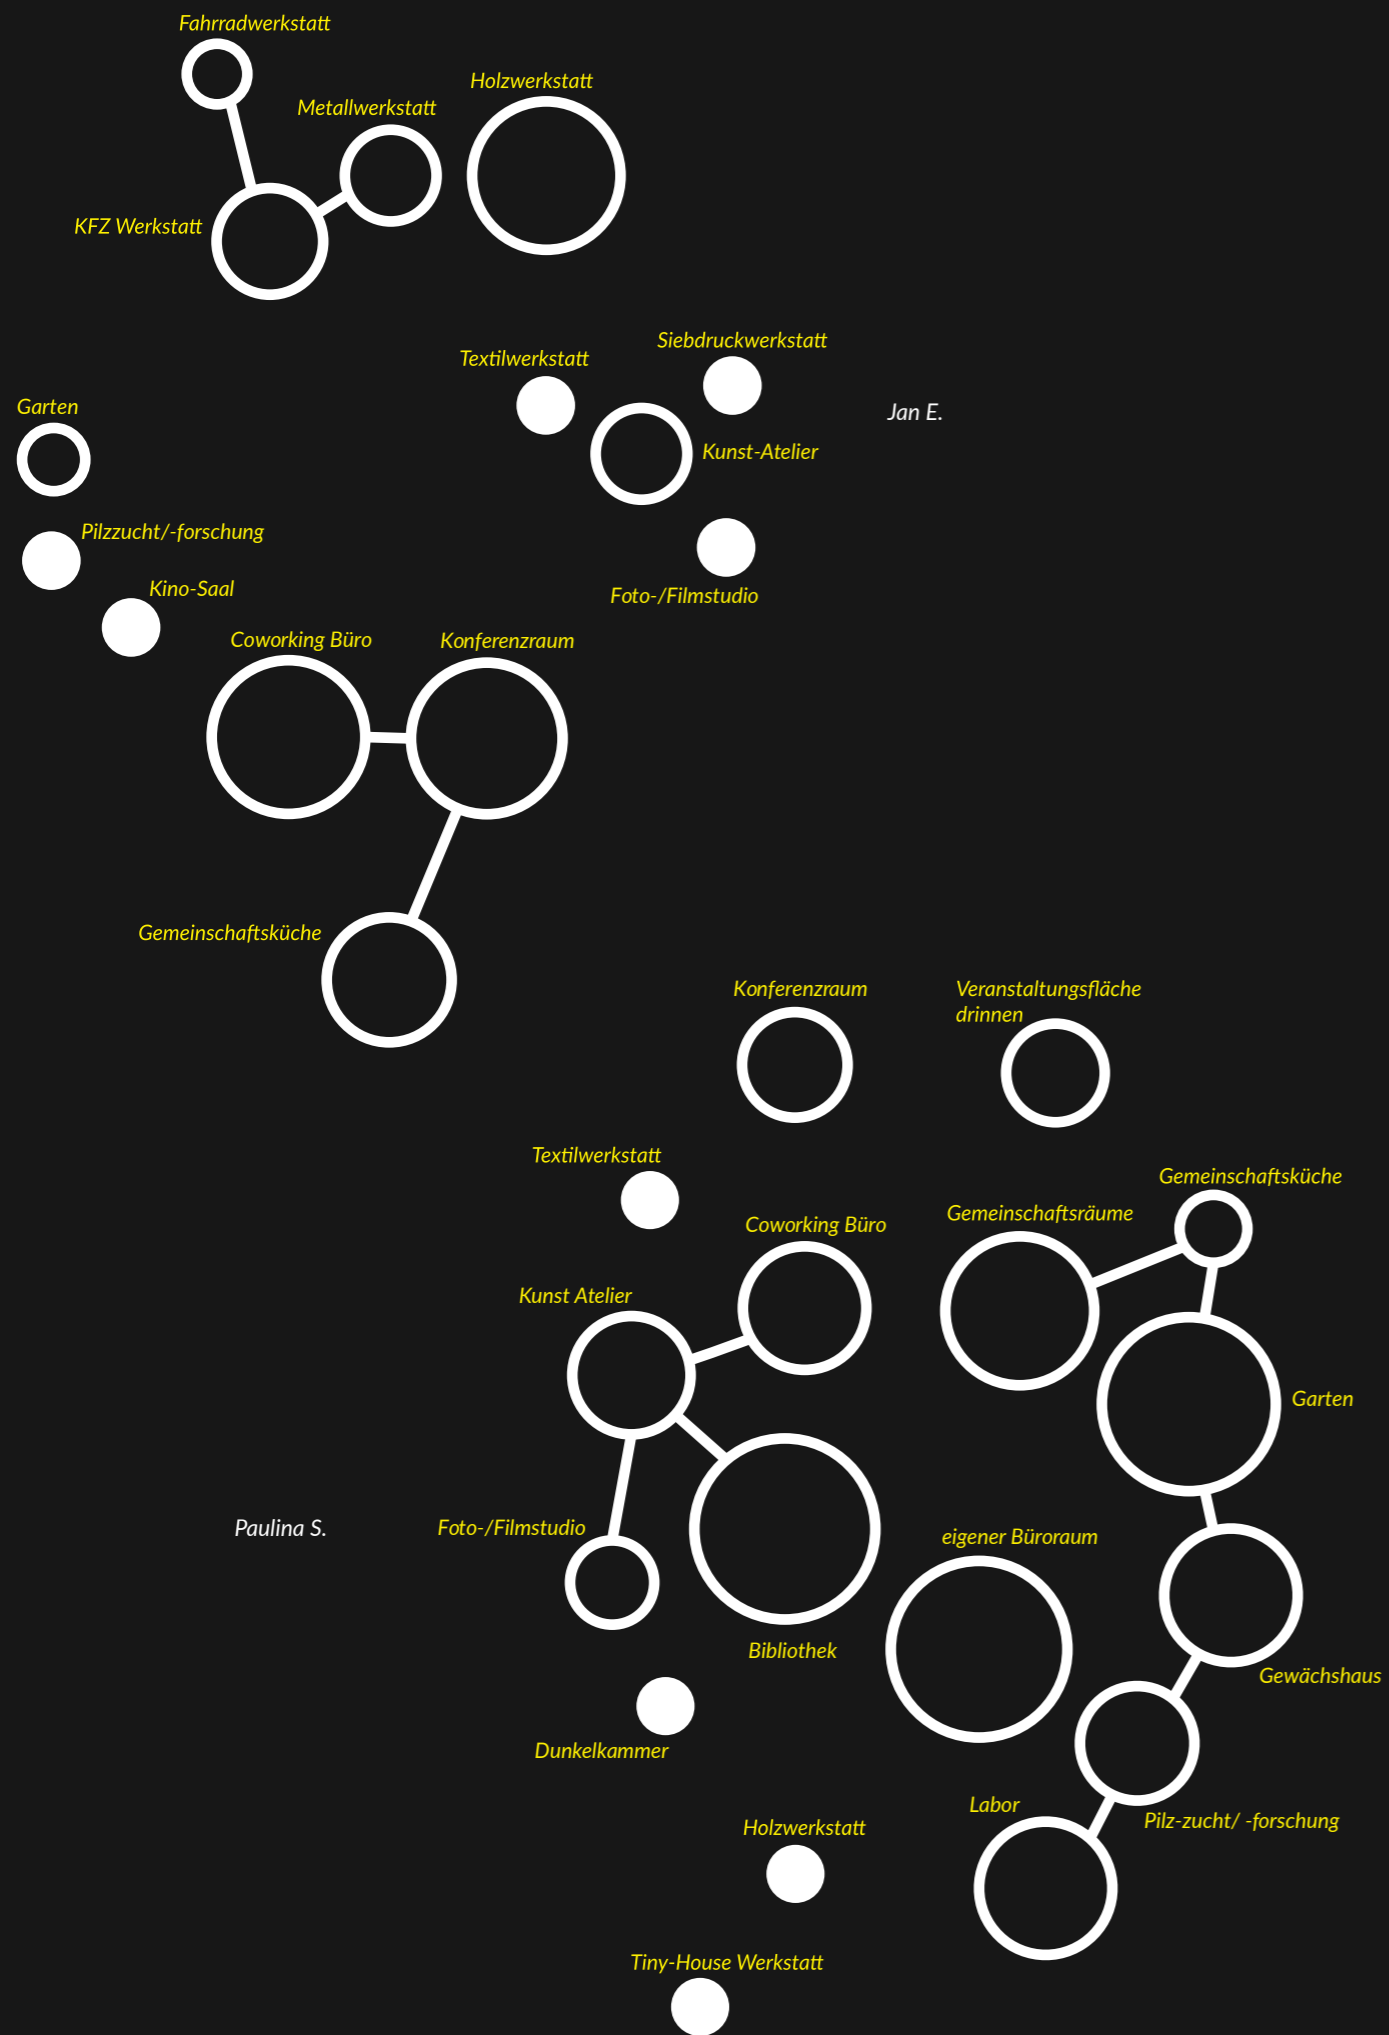 Fahrradwerkstatt
Holzwerkstatt
Metallwerkstatt
KFZ Werkstatt
Siebdruckwerkstatt
Textilwerkstatt
Garten
Jan E.
Kunst-Atelier
Pilzzucht/-forschung
Kino-Saal
Foto-/Filmstudio
Coworking Büro
Konferenzraum
Gemeinschaftsküche
Konferenzraum
Veranstaltungsfläche
drinnen
Textilwerkstatt
Gemeinschaftsküche
Gemeinschaftsräume
Coworking Büro
Kunst Atelier
Garten
Paulina S.
Foto-/Filmstudio
eigener Büroraum
Bibliothek
Gewächshaus
Dunkelkammer
Labor
Pilz-zucht/ -forschung
Holzwerkstatt
Tiny-House Werkstatt